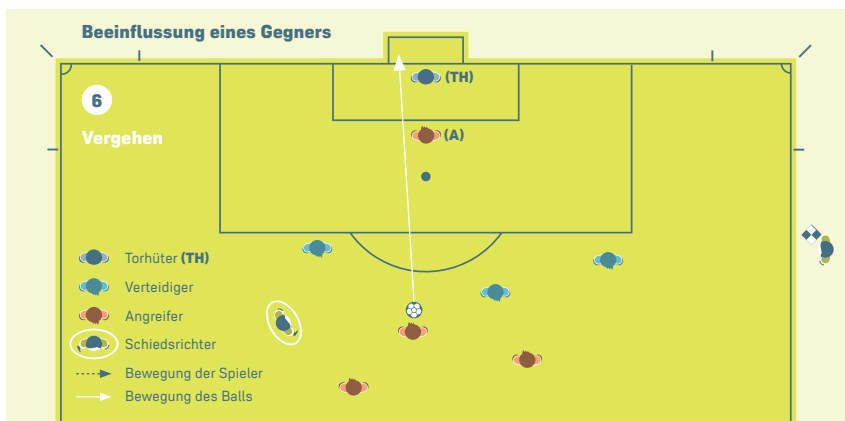 Beeinflussung eines Gegners
(TH)
6
(A)
Vergehen
Torhüter (TH)
Verteidiger
Angreifer
Schiedsrichter
Bewegung der Spieler
Bewegung des Balls